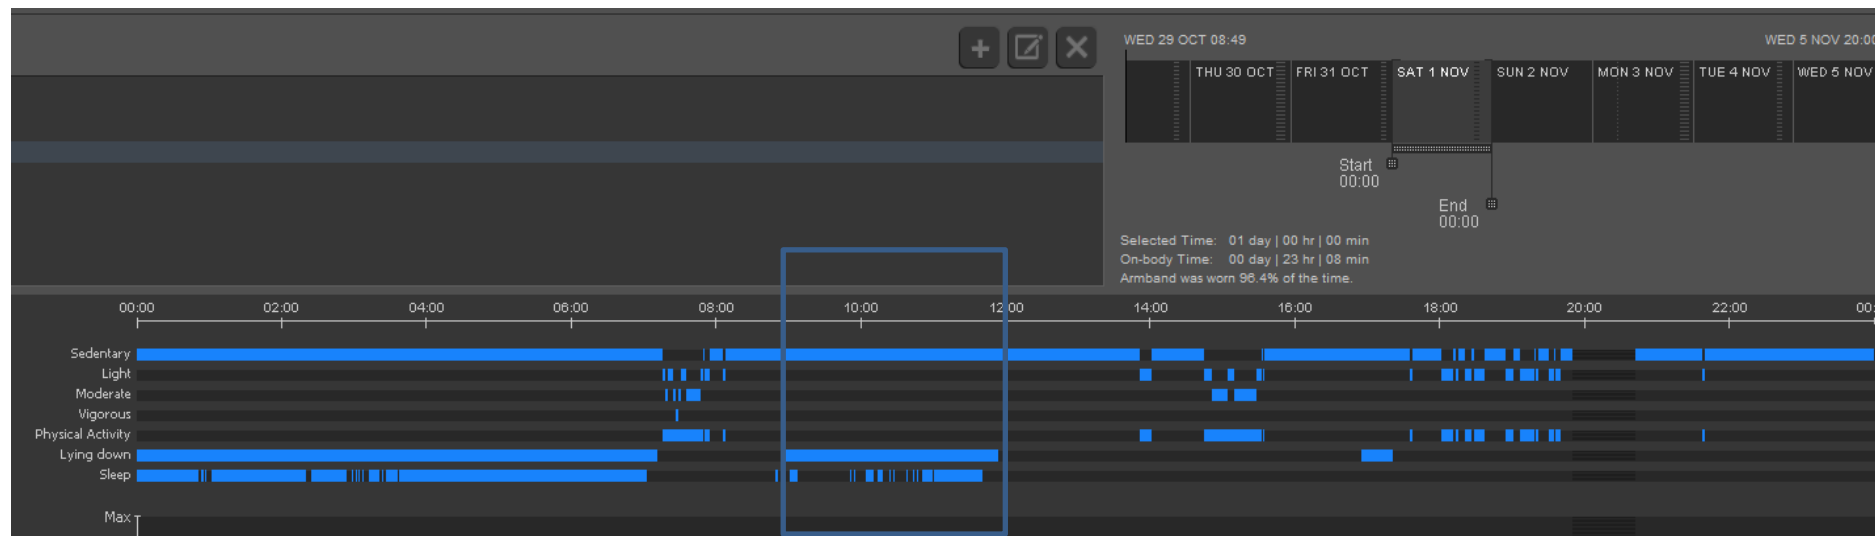 WED 29 OCT 08:49
WED 5 NOV 20:00
THU 30 OCT FRI 31 OCT SAT 1 NOV SUN 2 NOV MON 3 NOV TUE 4 NOV WED 5 NOV
Start
00:00
End
00:00
Selected Time: 01 day | 00 hr | 00 min
On-body Time: 00 day | 23 hr | 08 min
Armband was worn 96.4% of the time.
00:00 02:00 04:00 06:00 08:00 10:00 12:00 14:00 16:00 18:00 20:00 22:00 00:
Sedentary
Light
Moderate
Vigorous
Physical Activity
Lying down
Sleep
Max